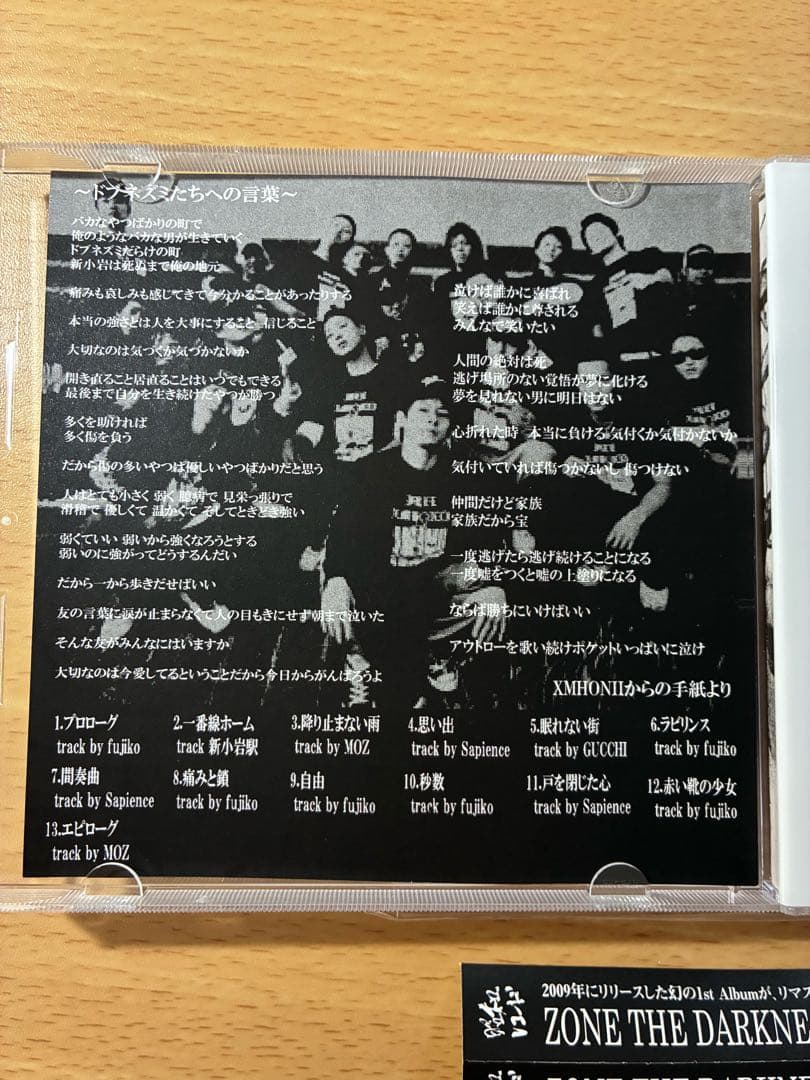 ～ドブネズミたちへの言葉～
バカなやつばかりの町で
俺のようなバカな男が生きていく
ドブネズミだらけの町
新小岩は死ぬまで俺の地元
痛みも哀しみも感じてきて今分かることがあったりする
本当の強さとは人を大事にすること 信じること
大切なのは気づくか気づかないか
開き直ること居直ることはいつでもできる
最後まで自分を生き続けたやつが勝つ
多くを助ければ
多く傷を負う
だから傷の多いやつは優しいやつばかりだと思う
人はとても小さく 弱く 臆病で 見栄っ張りで
滑稽で 優しくて 温かくて そしてときどき強い
弱くていい 弱いから強くなろうとする
弱いのに強がってどうするんだい
だから一から歩きだせばいい
友の言葉に涙が止まらなくて人の目もきにせず朝まで泣いた
そんな友がみんなにはいますか
大切なのは今愛してるということだから今日からがんばろうよ
泣けば誰かに喜ばれ
笑えば誰かに尊される
みんなで笑いたい
人間の絶対は死
逃げ場所のない覚悟が夢に化ける
夢を見れない男に明日はない
心折れた時 本当に負ける 気付くか気付かないか
気付いていれば傷つかないし 傷つけない
仲間だけど家族
家族だから宝
一度逃げたら逃げ続けることになる
一度嘘をつくと嘘の上塗りになる
ならば勝ちにいけばいい
アウトローを歌い続けポケットいっぱいに泣け
XMHONIIからの手紙より
1.プロローグ
track by fujiko
2.一番線ホーム
track 新小岩駅
3.降り止まない雨
track by MOZ
4.思い出
track by Sapience
5.眠れない街
track by GUCCHI
6.ラビリンス
track by fujiko
7.間奏曲
track by Sapience
8.痛みと鎖
track by fujiko
9.自由
track by fujiko
10.秒数
track by fujiko
11.戸を閉じた心
track by Sapience
12.赤い靴の少女
track by fujiko
13.エピローグ
track by MOZ
2009年にリリースした幻の1st Albumが、リマス
ZONE THE DARKNE